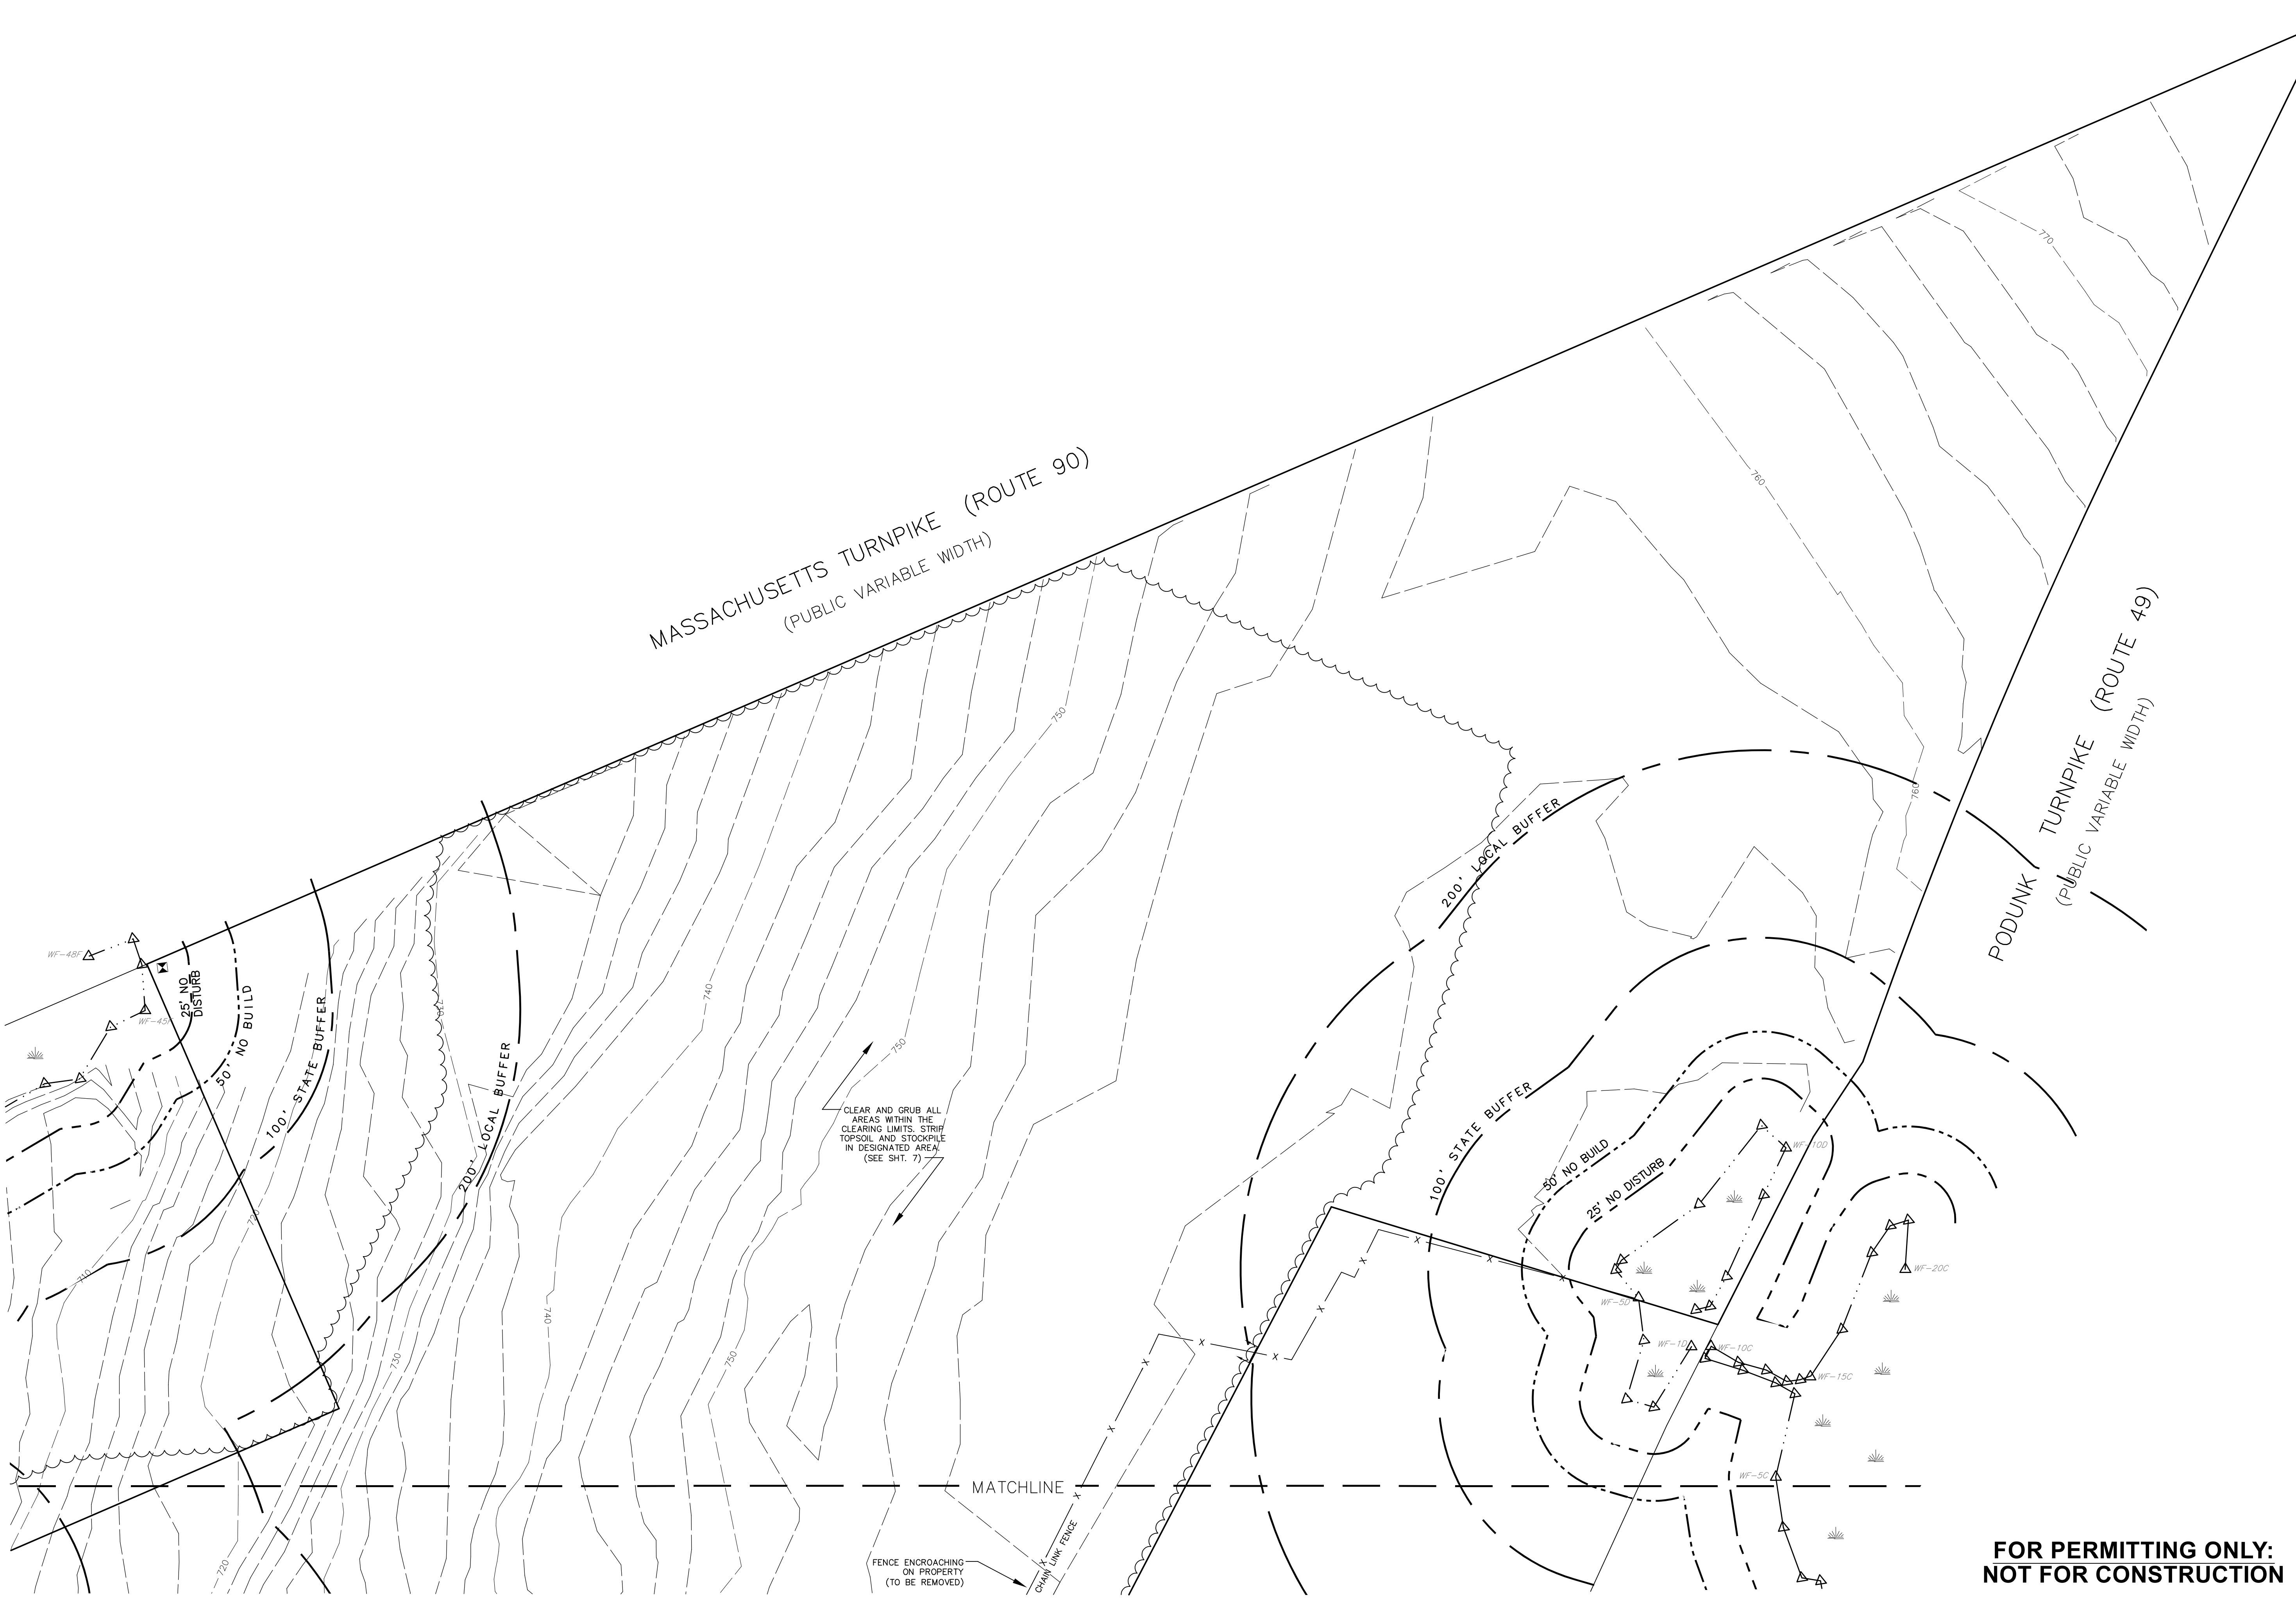 MASSACHUSETTS TURNPIKE (ROUTE 90)
(PUBLIC VARIABLE WIDTH)
770
760
PODUNK TURNPIKE (ROUTE 49)
(PUBLIC VARIABLE WIDTH)
750
760
200' LOCAL BUFFER
WF-48F
25' NO
DISTURB
WF-45F
50' NO BUILD
100' STATE BUFFER
730
740
750
200' LOCAL BUFFER
CLEAR AND GRUB ALL
AREAS WITHIN THE
CLEARING LIMITS. STRIP
TOPSOIL AND STOCKPILE
IN DESIGNATED AREA.
(SEE SHT. 7)
100' STATE BUFFER
50' NO BUILD
25' NO DISTURB
WF-10D
720
710
740
WF-20C
WF-5D
WF-1D
WF-10C
730
750
WF-15C
X X X X X X X X X X X X
WF-5C
MATCHLINE
720
FENCE ENCROACHING
ON PROPERTY
(TO BE REMOVED)
CHAIN LINK FENCE
FOR PERMITTING ONLY:
NOT FOR CONSTRUCTION